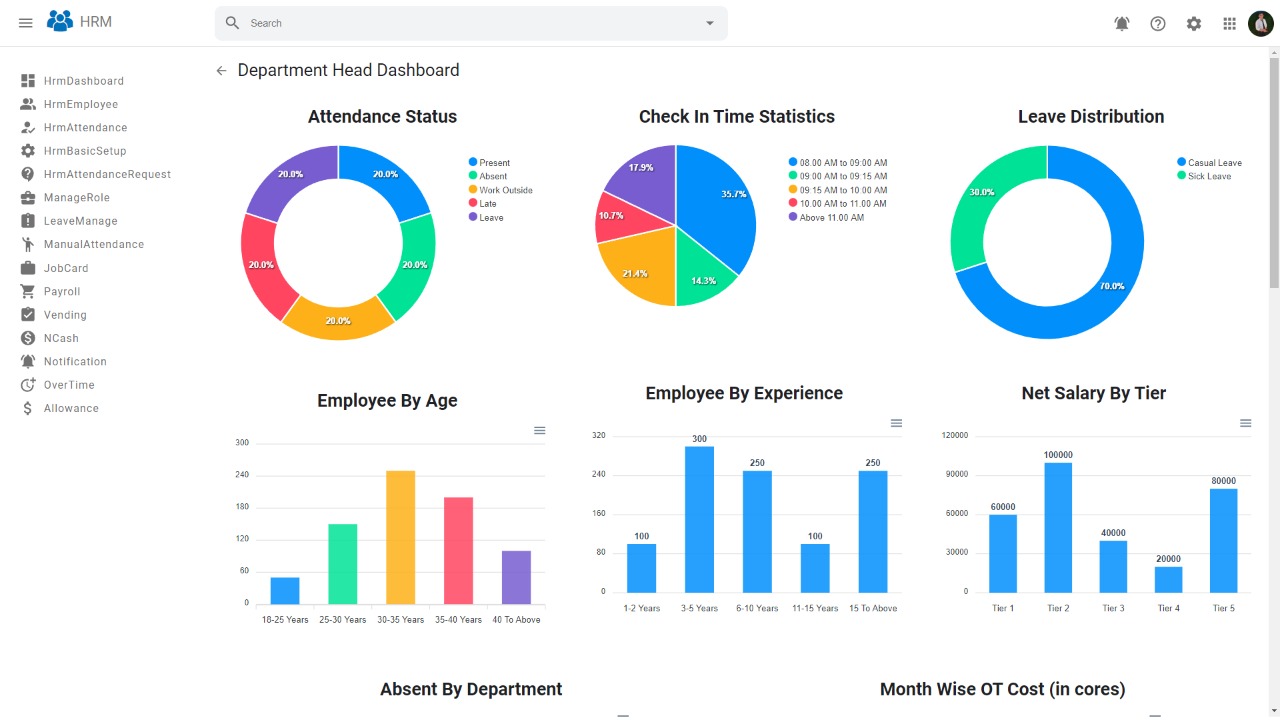 HRM
Search
HrmDashboard
HrmEmployee
HrmAttendance
HrmBasicSetup
HrmAttendanceRequest
ManageRole
LeaveManage
ManualAttendance
JobCard
Payroll
Vending
NCash
Notification
OverTime
Allowance
Department Head Dashboard
Attendance Status
20.0%
20.0%
20.0%
20.0%
20.0%
Present
Absent
Work Outside
Late
Leave
Check In Time Statistics
17.9%
35.7%
10.7%
21.4%
14.3%
08.00 AM to 09:00 AM
09:00 AM to 09:15 AM
09:15 AM to 10:00 AM
10.00 AM to 11.00 AM
Above 11.00 AM
Leave Distribution
30.0%
70.0%
Casual Leave
Sick Leave
Employee By Age
300
240
180
120
60
0
18-25 Years 25-30 Years 30-35 Years 35-40 Years 40 To Above
Employee By Experience
320
240
160
80
0
100 300 250 100 250
1-2 Years 3-5 Years 6-10 Years 11-15 Years 15 To Above
Net Salary By Tier
120000
90000
60000
30000
0
60000 100000 40000 20000 80000
Tier 1 Tier 2 Tier 3 Tier 4 Tier 5
Absent By Department
Month Wise OT Cost (in cores)